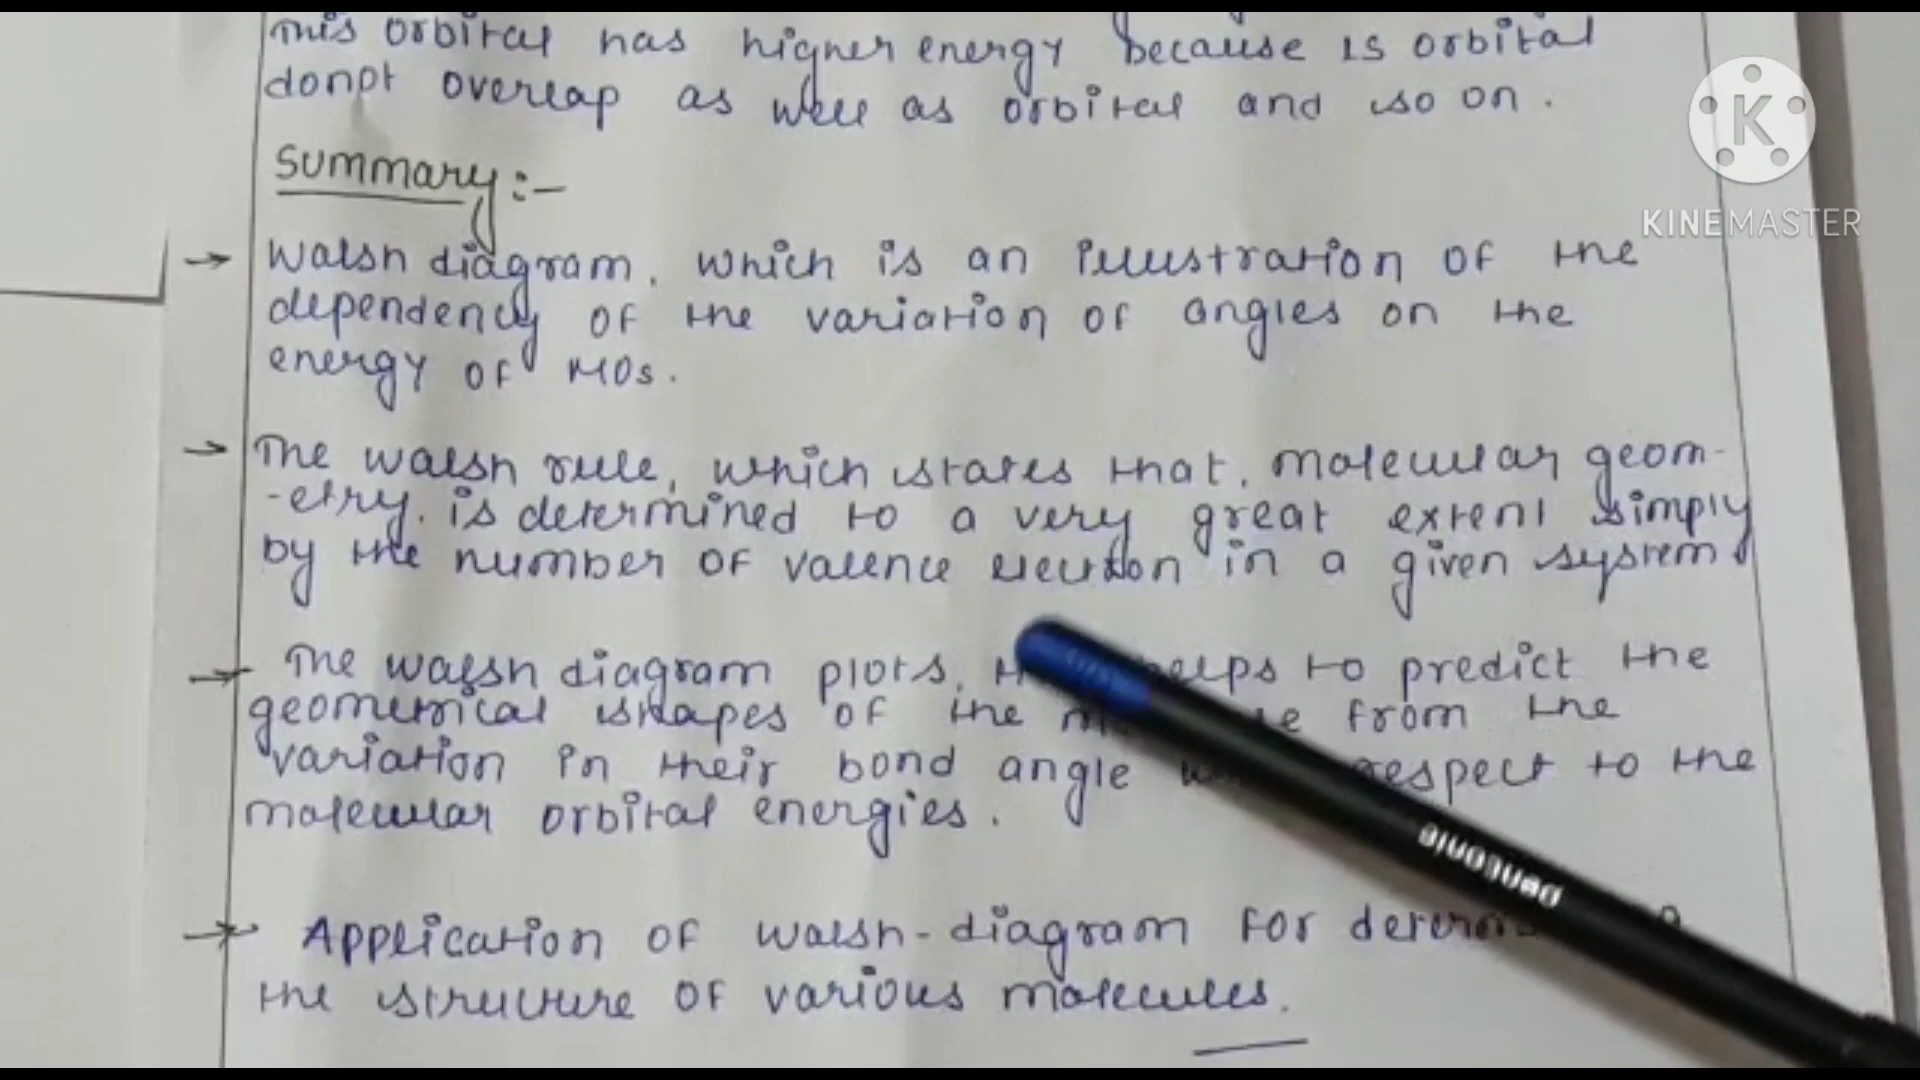 This orbital has higher energy because 1s orbital
donot overlap as well as orbital and so on.
Summary:-
→ Walsh diagram, which is an illustration of the
dependency of the variation of angles on the
energy of MOs.
→ The walsh rule, which states that, molecular geom-
-etry. is determined to a very great extent simply
by the number of valence electron in a given system
→ The walsh diagram plots, helps to predict the
geometrical shapes of the from the
variation in their bond angle respect to the
molecular orbital energies.
→ Application of walsh-diagram for
the structure of various molecules.
K
KINEMASTER
DOMSONIC